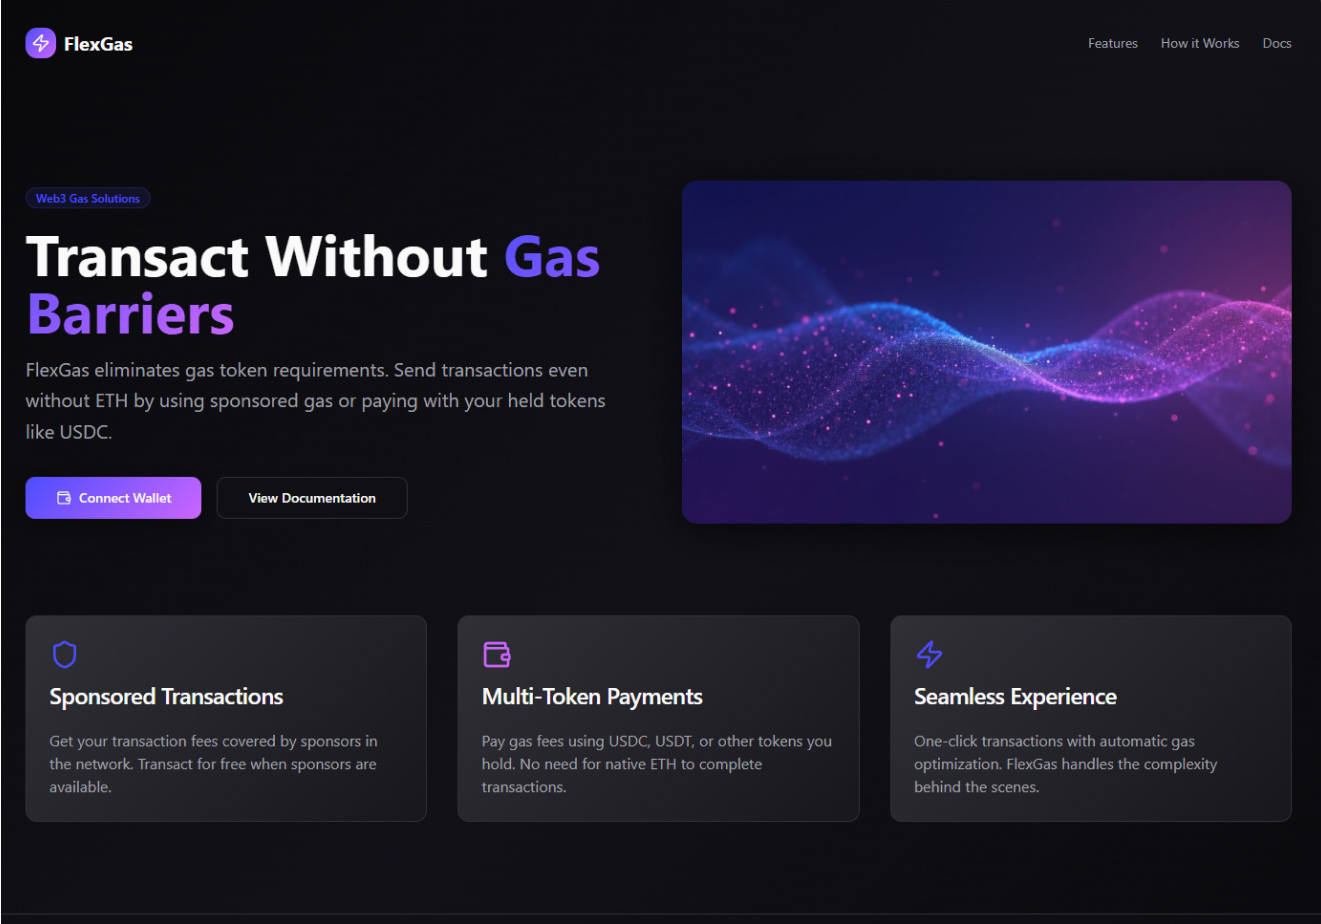 FlexGas
Features How it Works Docs
Web3 Gas Solutions
Transact Without Gas
Barriers
FlexGas eliminates gas token requirements. Send transactions even
without ETH by using sponsored gas or paying with your held tokens
like USDC.
Connect Wallet
View Documentation
Sponsored Transactions
Get your transaction fees covered by sponsors in
the network. Transact for free when sponsors are
available.
Multi-Token Payments
Pay gas fees using USDC, USDT, or other tokens you
hold. No need for native ETH to complete
transactions.
Seamless Experience
One-click transactions with automatic gas
optimization. FlexGas handles the complexity
behind the scenes.